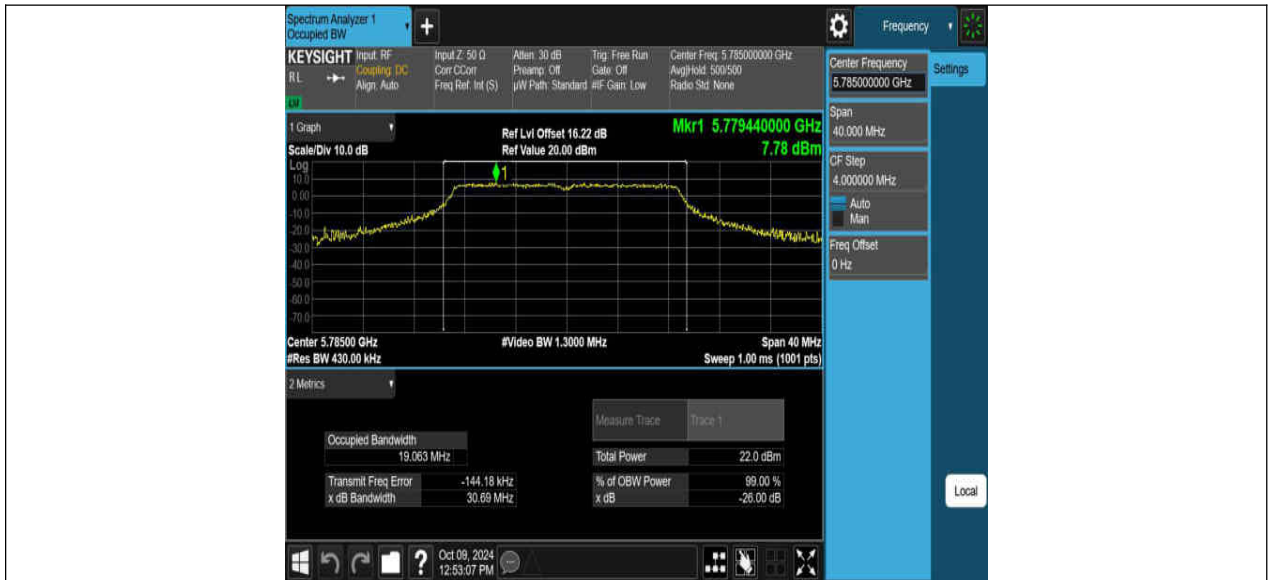 Spectrum Analyzer 1
Occupied BW
+
Frequency
KEYSIGHT
RL
LM
Input: RF
Coupling: DC
Align: Auto
Input Z: 50 Ω
Corr CCorr
Freq Ref: Int (S)
Atten: 30 dB
Preamp: Off
µW Path: Standard
Trig: Free Run
Gate: Off
#IF Gain: Low
Center Freq: 5.785000000 GHz
Avg|Hold: 500/500
Radio Std: None
Center Frequency
5.785000000 GHz
Settings
Span
40.000 MHz
CF Step
4.000000 MHz
Auto
Man
Freq Offset
0 Hz
Local
1 Graph
Scale/Div 10.0 dB
Ref Lvl Offset 16.22 dB
Ref Value 20.00 dBm
Mkr1 5.779440000 GHz
7.78 dBm
Log
10.0
0.00
-10.0
-20.0
-30.0
-40.0
-50.0
-60.0
-70.0
1
Center 5.78500 GHz
#Video BW 1.3000 MHz
Span 40 MHz
#Res BW 430.00 kHz
Sweep 1.00 ms (1001 pts)
2 Metrics
Measure Trace Trace 1
Occupied Bandwidth
19.063 MHz
Total Power 22.0 dBm
Transmit Freq Error -144.18 kHz
% of OBW Power 99.00 %
x dB Bandwidth 30.69 MHz
x dB -26.00 dB
?
Oct 09, 2024
12:53:07 PM